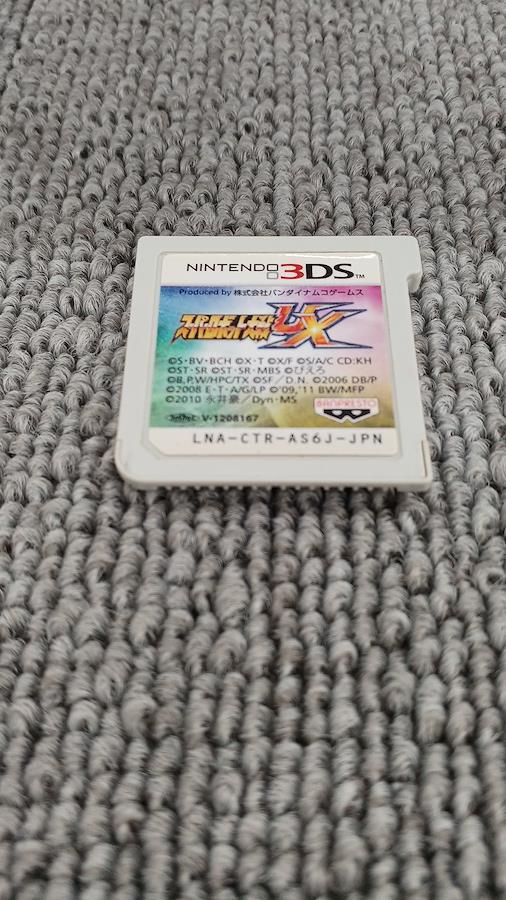 NINTENDO 3DS™
Produced by 株式会社バンダイナムコゲームス
スーパーロボット大戦UX
©S・BV・BCH ©X・T ©X/F ©S/A/C CD:KH
©ST・SR ©ST・SR・MBS ©ぴえろ
©B,P,W/HPC/TX ©SF/D.N. ©2006 DB/P
©2008 E・T・A/G/LP ©'09,'11 BW/MFP
©2010 永井豪/Dyn・MS
BANPRESTO
V-1208167
LNA-CTR-AS6J-JPN